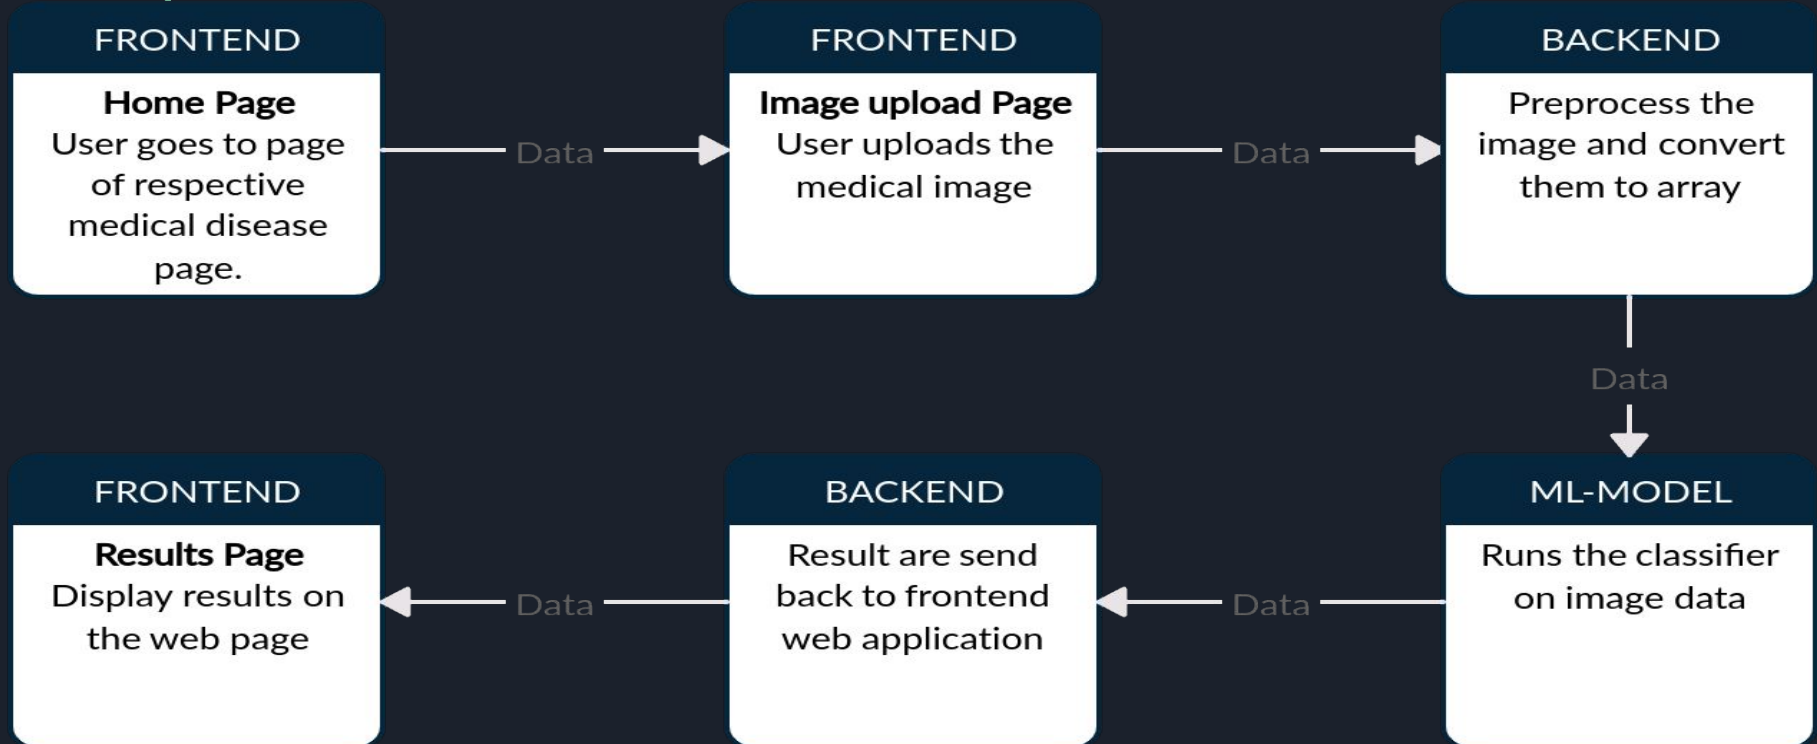 FRONTEND
Home Page
User goes to page
of respective
medical disease
page.
Data
FRONTEND
Image upload Page
User uploads the
medical image
Data
BACKEND
Preprocess the
image and convert
them to array
Data
ML-MODEL
Runs the classifier
on image data
Data
BACKEND
Result are send
back to frontend
web application
Data
FRONTEND
Results Page
Display results on
the web page